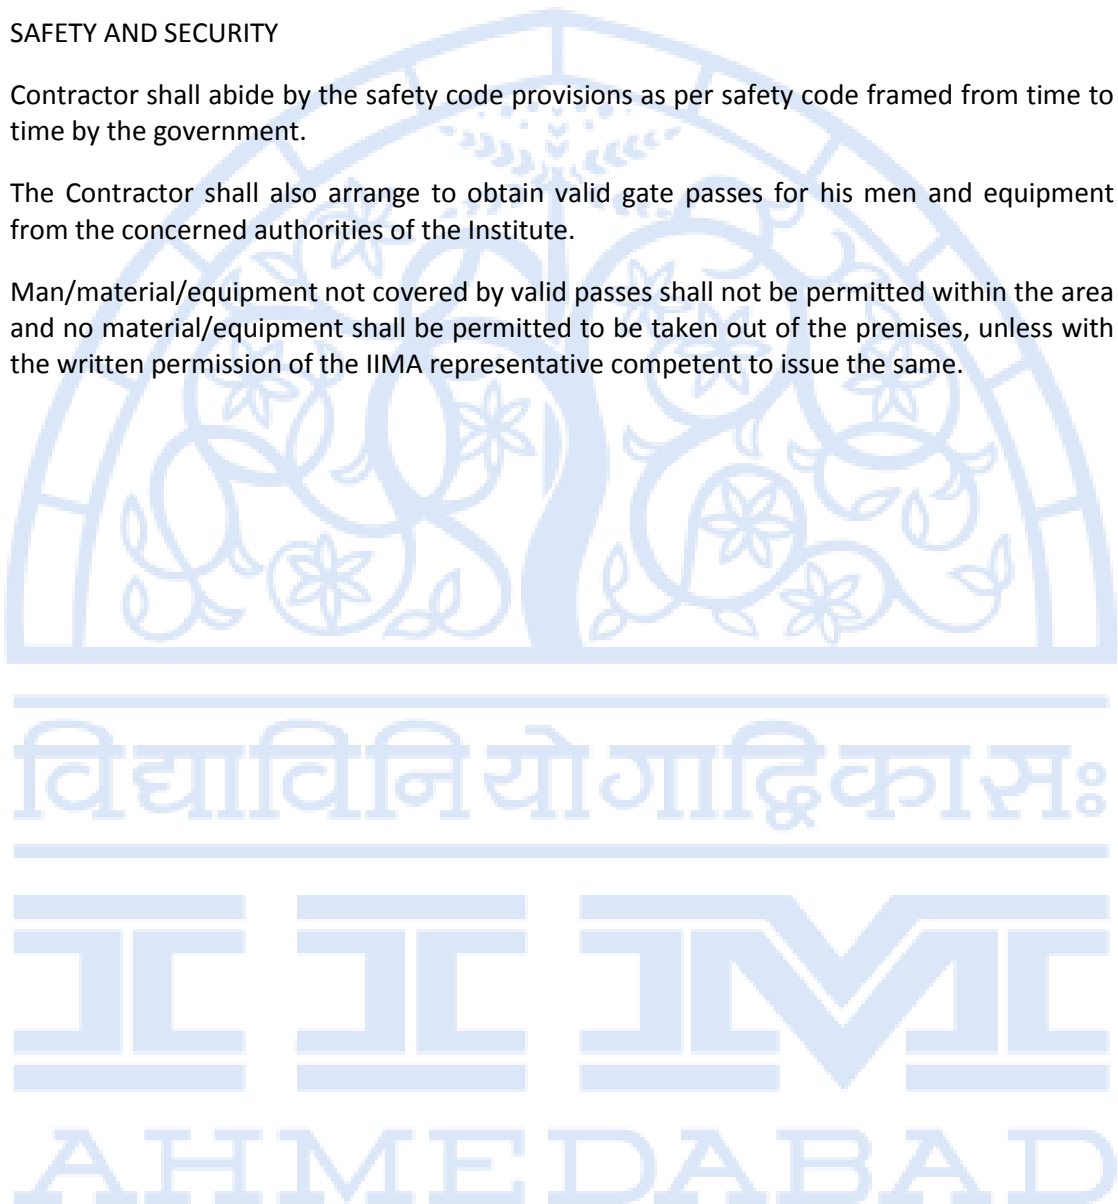 SAFETY AND SECURITY
Contractor shall abide by the safety code provisions as per safety code framed from time to
time by the government.
The Contractor shall also arrange to obtain valid gate passes for his men and equipment
from the concerned authorities of the Institute.
Man/material/equipment not covered by valid passes shall not be permitted within the area
and no material/equipment shall be permitted to be taken out of the premises, unless with
the written permission of the IIMA representative competent to issue the same.
विद्याविनियोगाद्विकासः
IIM
AHMEDABAD